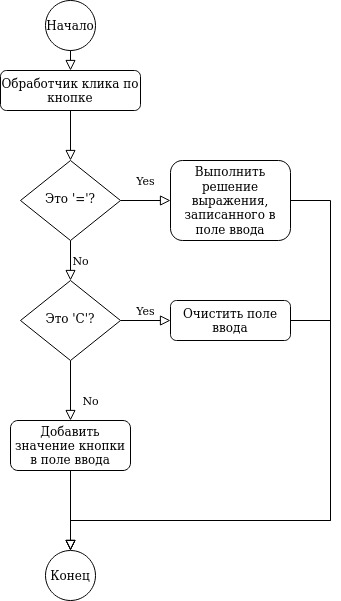 Начало
Обработчик клика по
кнопке
Это '='?
Yes
Выполнить
решение
выражения,
записанного в
поле ввода
No
Это 'C'?
Yes
Очистить поле
ввода
No
Добавить
значение кнопки
в поле ввода
Конец